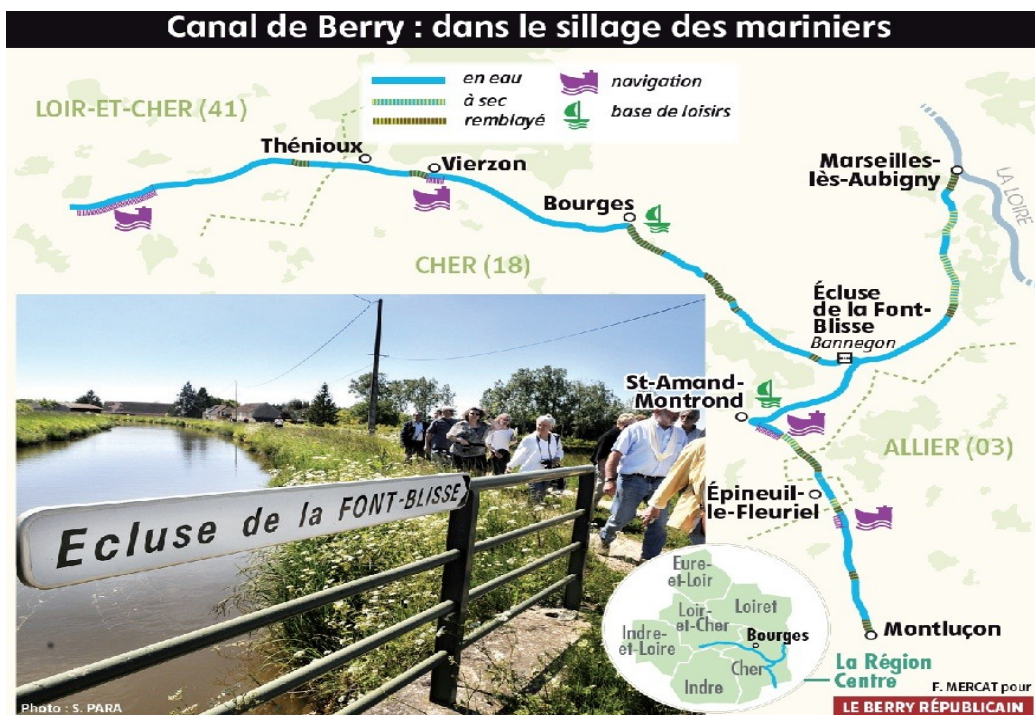 Canal de Berry : dans le sillage des mariniers
en eau
à sec
remblayé
navigation
base de loisirs
LOIR-ET-CHER (41)
Thénioux
Vierzon
Bourges
Marseilles-
lès-Aubigny
LA LOIRE
CHER (18)
Écluse
de la Font-
Blisse
Bannegon
St-Amand-
Montrond
ALLIER (03)
Épineuil-
le-Fleuriel
Montluçon
Ecluse de la FONT-BLISSE
Eure-
et-Loir
Loir-
et-Cher
Loiret
Indre-
et-Loire
Bourges
Cher
Indre
La Région
Centre
Photo : S. PARA
F. MERCAT pour
LE BERRY RÉPUBLICAIN